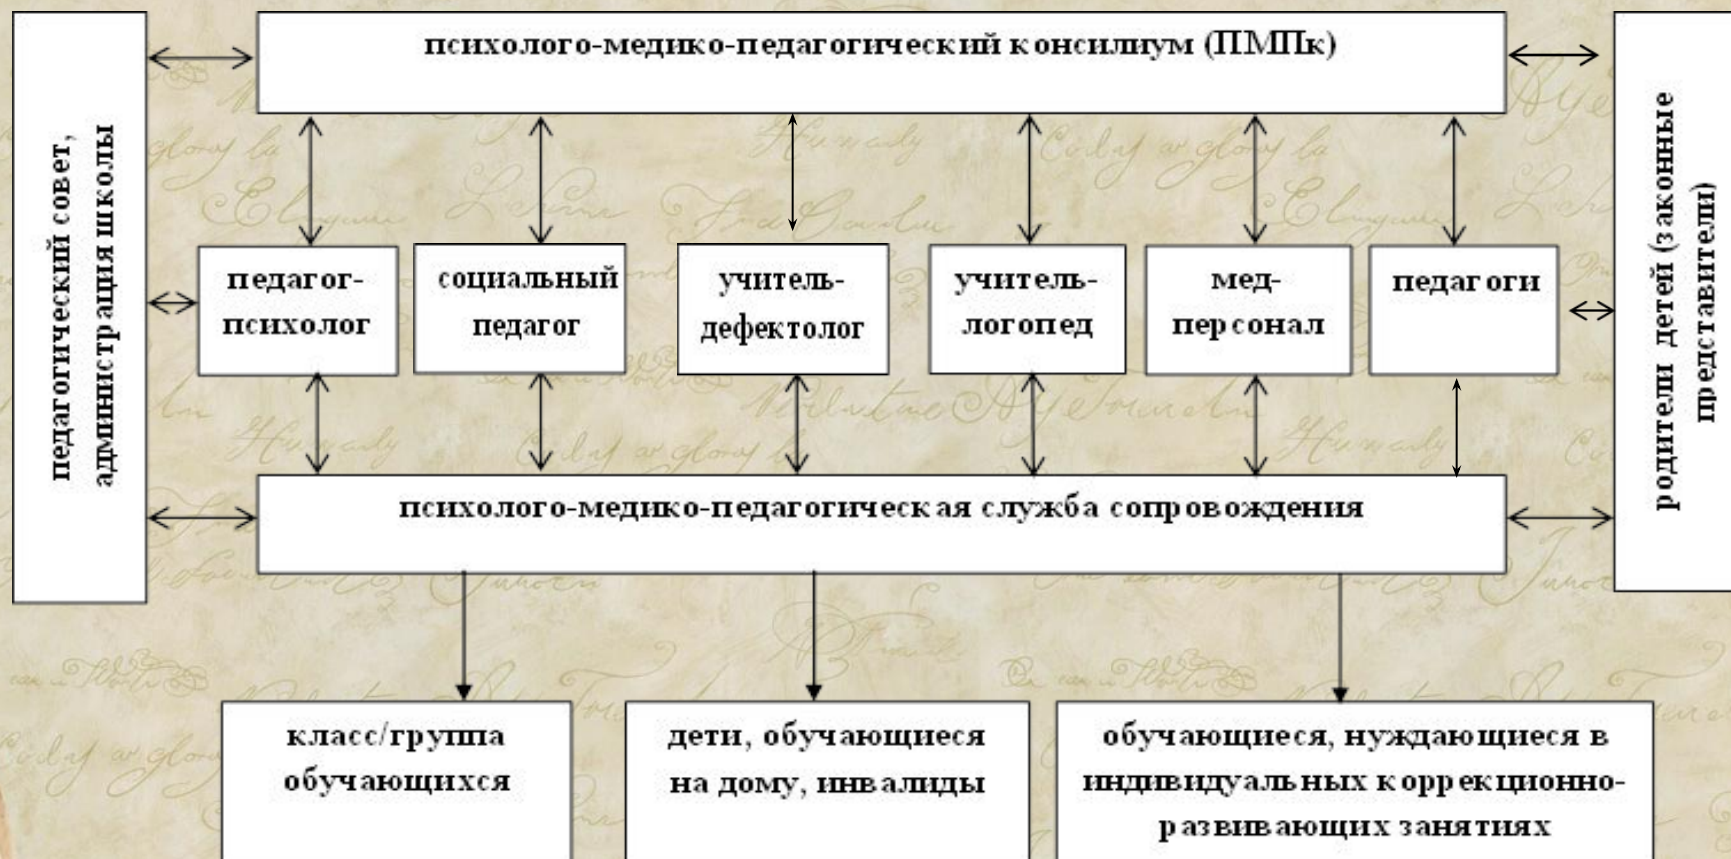 психолого-медико-педагогический консилиум (ПМПк)
педагогический совет,
администрация школы
педагог-
психолог
социальный
педагог
учитель-
дефектолог
учитель-
логопед
мед-
персонал
педагоги
родители детей (законные
представители)
психолого-медико-педагогическая служба сопровождения
класс/группа
обучающихся
дети, обучающиеся
на дому, инвалиды
обучающиеся, нуждающиеся в
индивидуальных коррекционно-
развивающих занятиях